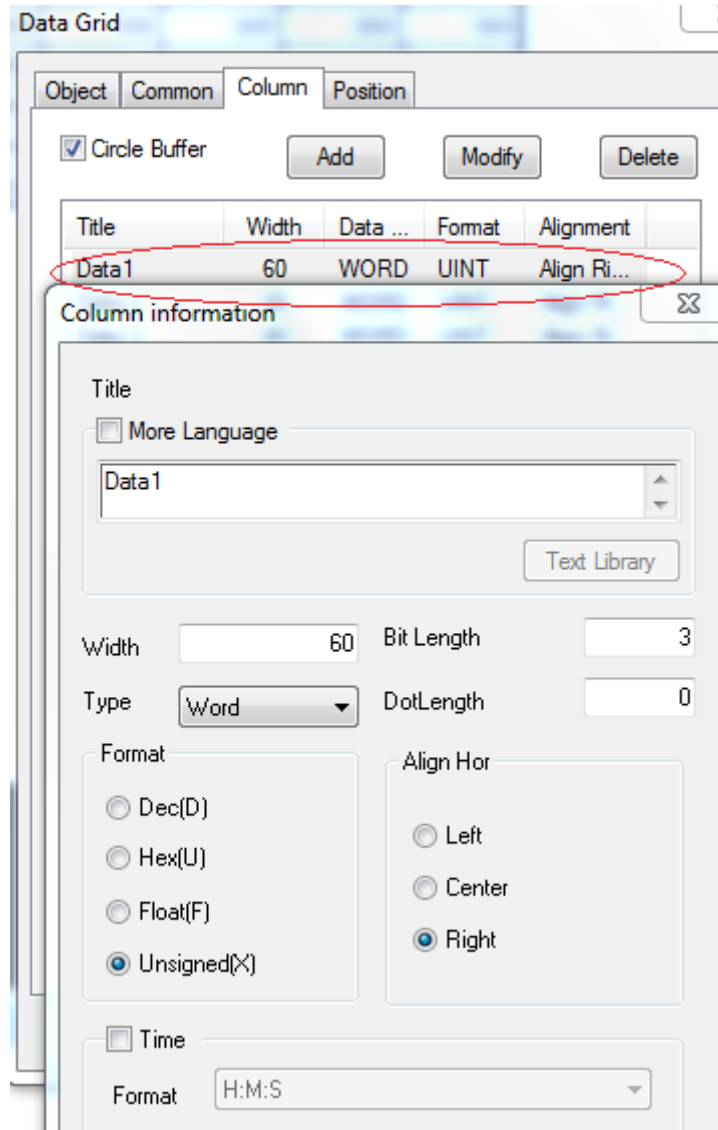 Data Grid
Object Common Column Position
Circle Buffer Add Modify Delete
Title Width Data ... Format Alignment
Data1 60 WORD UINT Align Ri...
Column information
Title
More Language
Data1
Text Library
Width 60 Bit Length 3
Type Word DotLength 0
Format Align Hor
Dec(D)
Left
Hex(U)
Center
Float(F)
Right
Unsigned(X)
Time
Format H:M:S